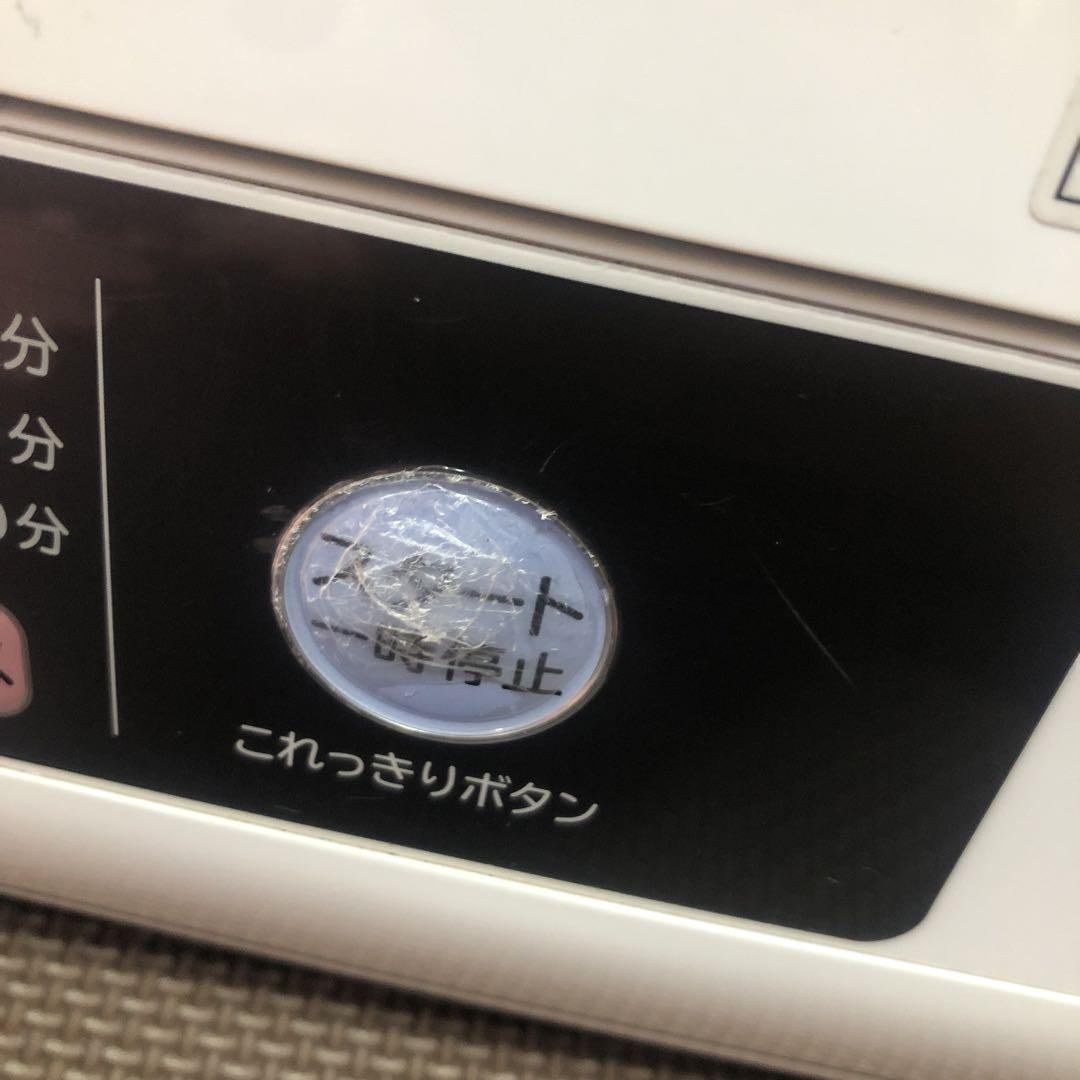 分
分
0分
スタート
一時停止
これっきりボタン